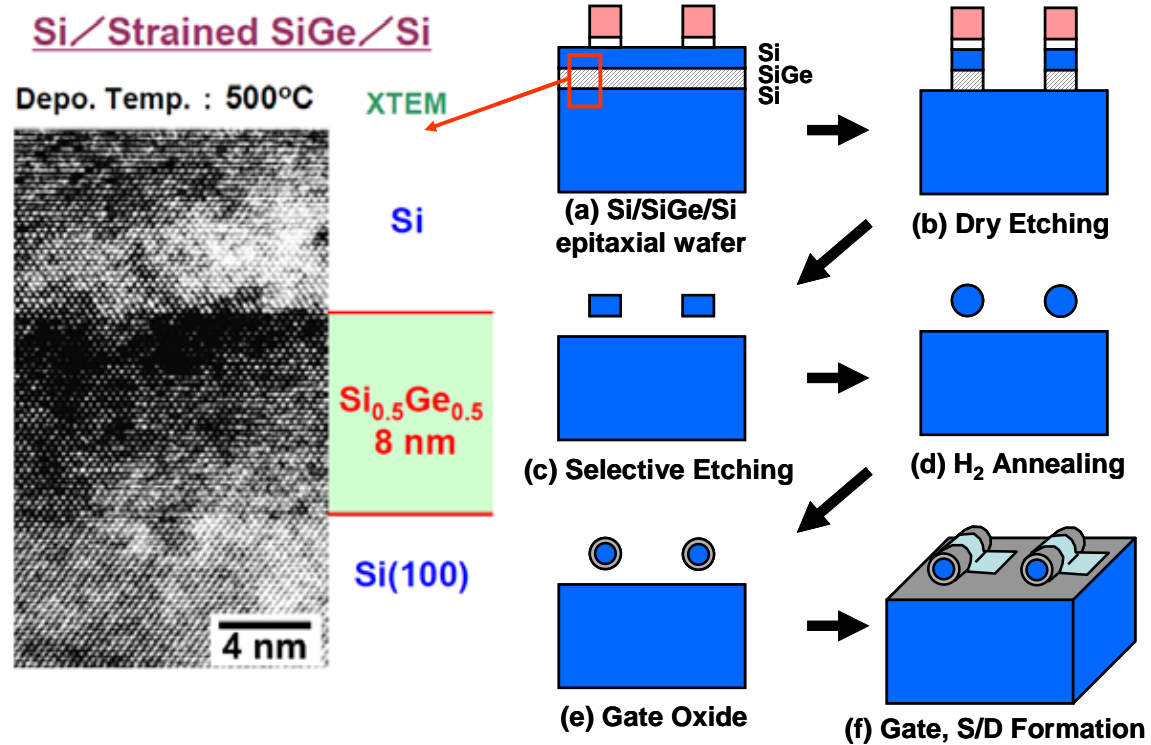 Si／Strained SiGe／Si
Depo. Temp. : 500°C
XTEM
Si
Si0.5Ge0.5
8 nm
Si(100)
4 nm
Si
SiGe
Si
(a) Si/SiGe/Si
epitaxial wafer
(b) Dry Etching
(c) Selective Etching
(d) H2 Annealing
(e) Gate Oxide
(f) Gate, S/D Formation